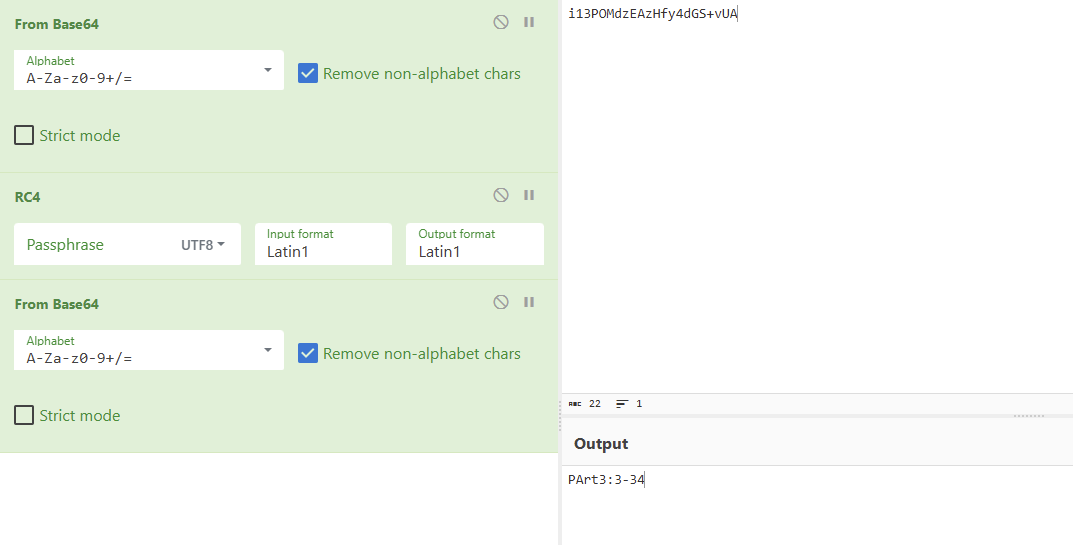 From Base64
Alphabet
A-Za-z0-9+/=
Remove non-alphabet chars
Strict mode
RC4
Passphrase
UTF8
Input format
Latin1
Output format
Latin1
From Base64
Alphabet
A-Za-z0-9+/=
Remove non-alphabet chars
Strict mode
i13POMdzEAzHfy4dGS+vUA
ABC 22 1
Output
PArt3:3-34